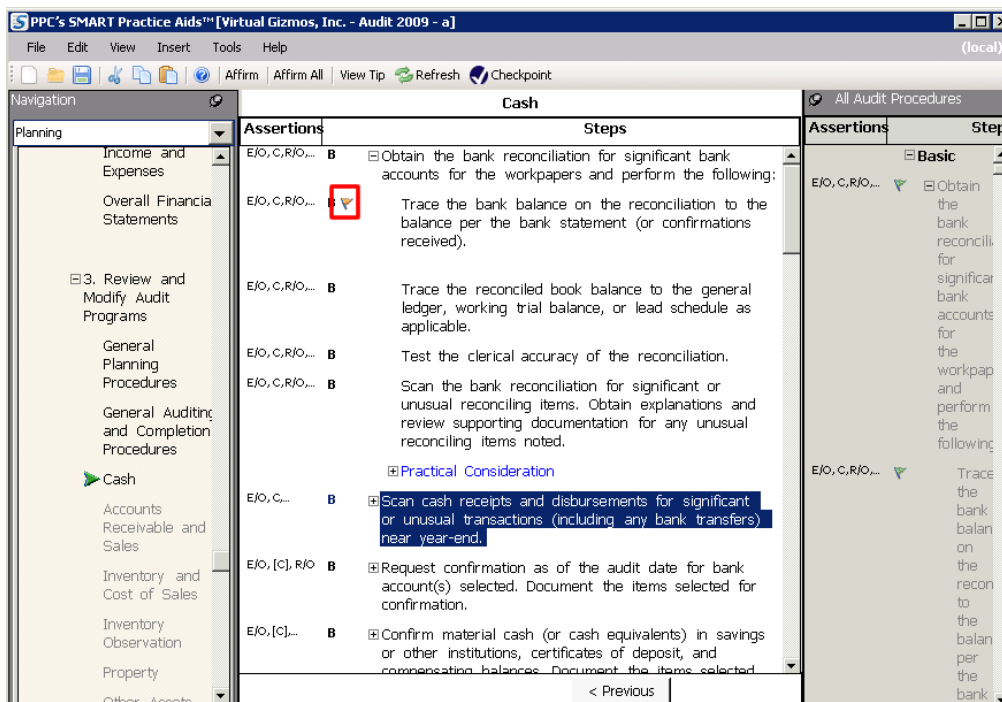 PPC's SMART Practice Aids™ [Virtual Gizmos, Inc. - Audit 2009 - a]
File Edit View Insert Tools Help (local)
Affirm Affirm All View Tip Refresh Checkpoint
Navigation
Planning
Income and
Expenses
Overall Financia
Statements
3. Review and
Modify Audit
Programs
General
Planning
Procedures
General Auditing
and Completion
Procedures
Cash
Accounts
Receivable and
Sales
Inventory and
Cost of Sales
Inventory
Observation
Property
Other Assets
Cash
Assertions Steps
E/O, C,R/O,... B Obtain the bank reconciliation for significant bank
accounts for the workpapers and perform the following:
E/O, C,R/O,... B Trace the bank balance on the reconciliation to the
balance per the bank statement (or confirmations
received).
E/O, C,R/O,... B Trace the reconciled book balance to the general
ledger, working trial balance, or lead schedule as
applicable.
E/O, C,R/O,... B Test the clerical accuracy of the reconciliation.
E/O, C,R/O,... B Scan the bank reconciliation for significant or
unusual reconciling items. Obtain explanations and
review supporting documentation for any unusual
reconciling items noted.
Practical Consideration
E/O, C,... B Scan cash receipts and disbursements for significant
or unusual transactions (including any bank transfers)
near year-end.
E/O, [C], R/O B Request confirmation as of the audit date for bank
account(s) selected. Document the items selected for
confirmation.
E/O, [C],... B Confirm material cash (or cash equivalents) in savings
or other institutions, certificates of deposit, and
compensating balances. Document the items selected
< Previous
All Audit Procedures
Assertions Step
Basic
E/O, C,R/O,... Obtain
the
bank
reconcili
for
significan
bank
accounts
for
the
workpap
and
perform
the
following
E/O, C,R/O,... Trace
the
bank
balan
on
the
recon
to
the
balan
per
the
bank